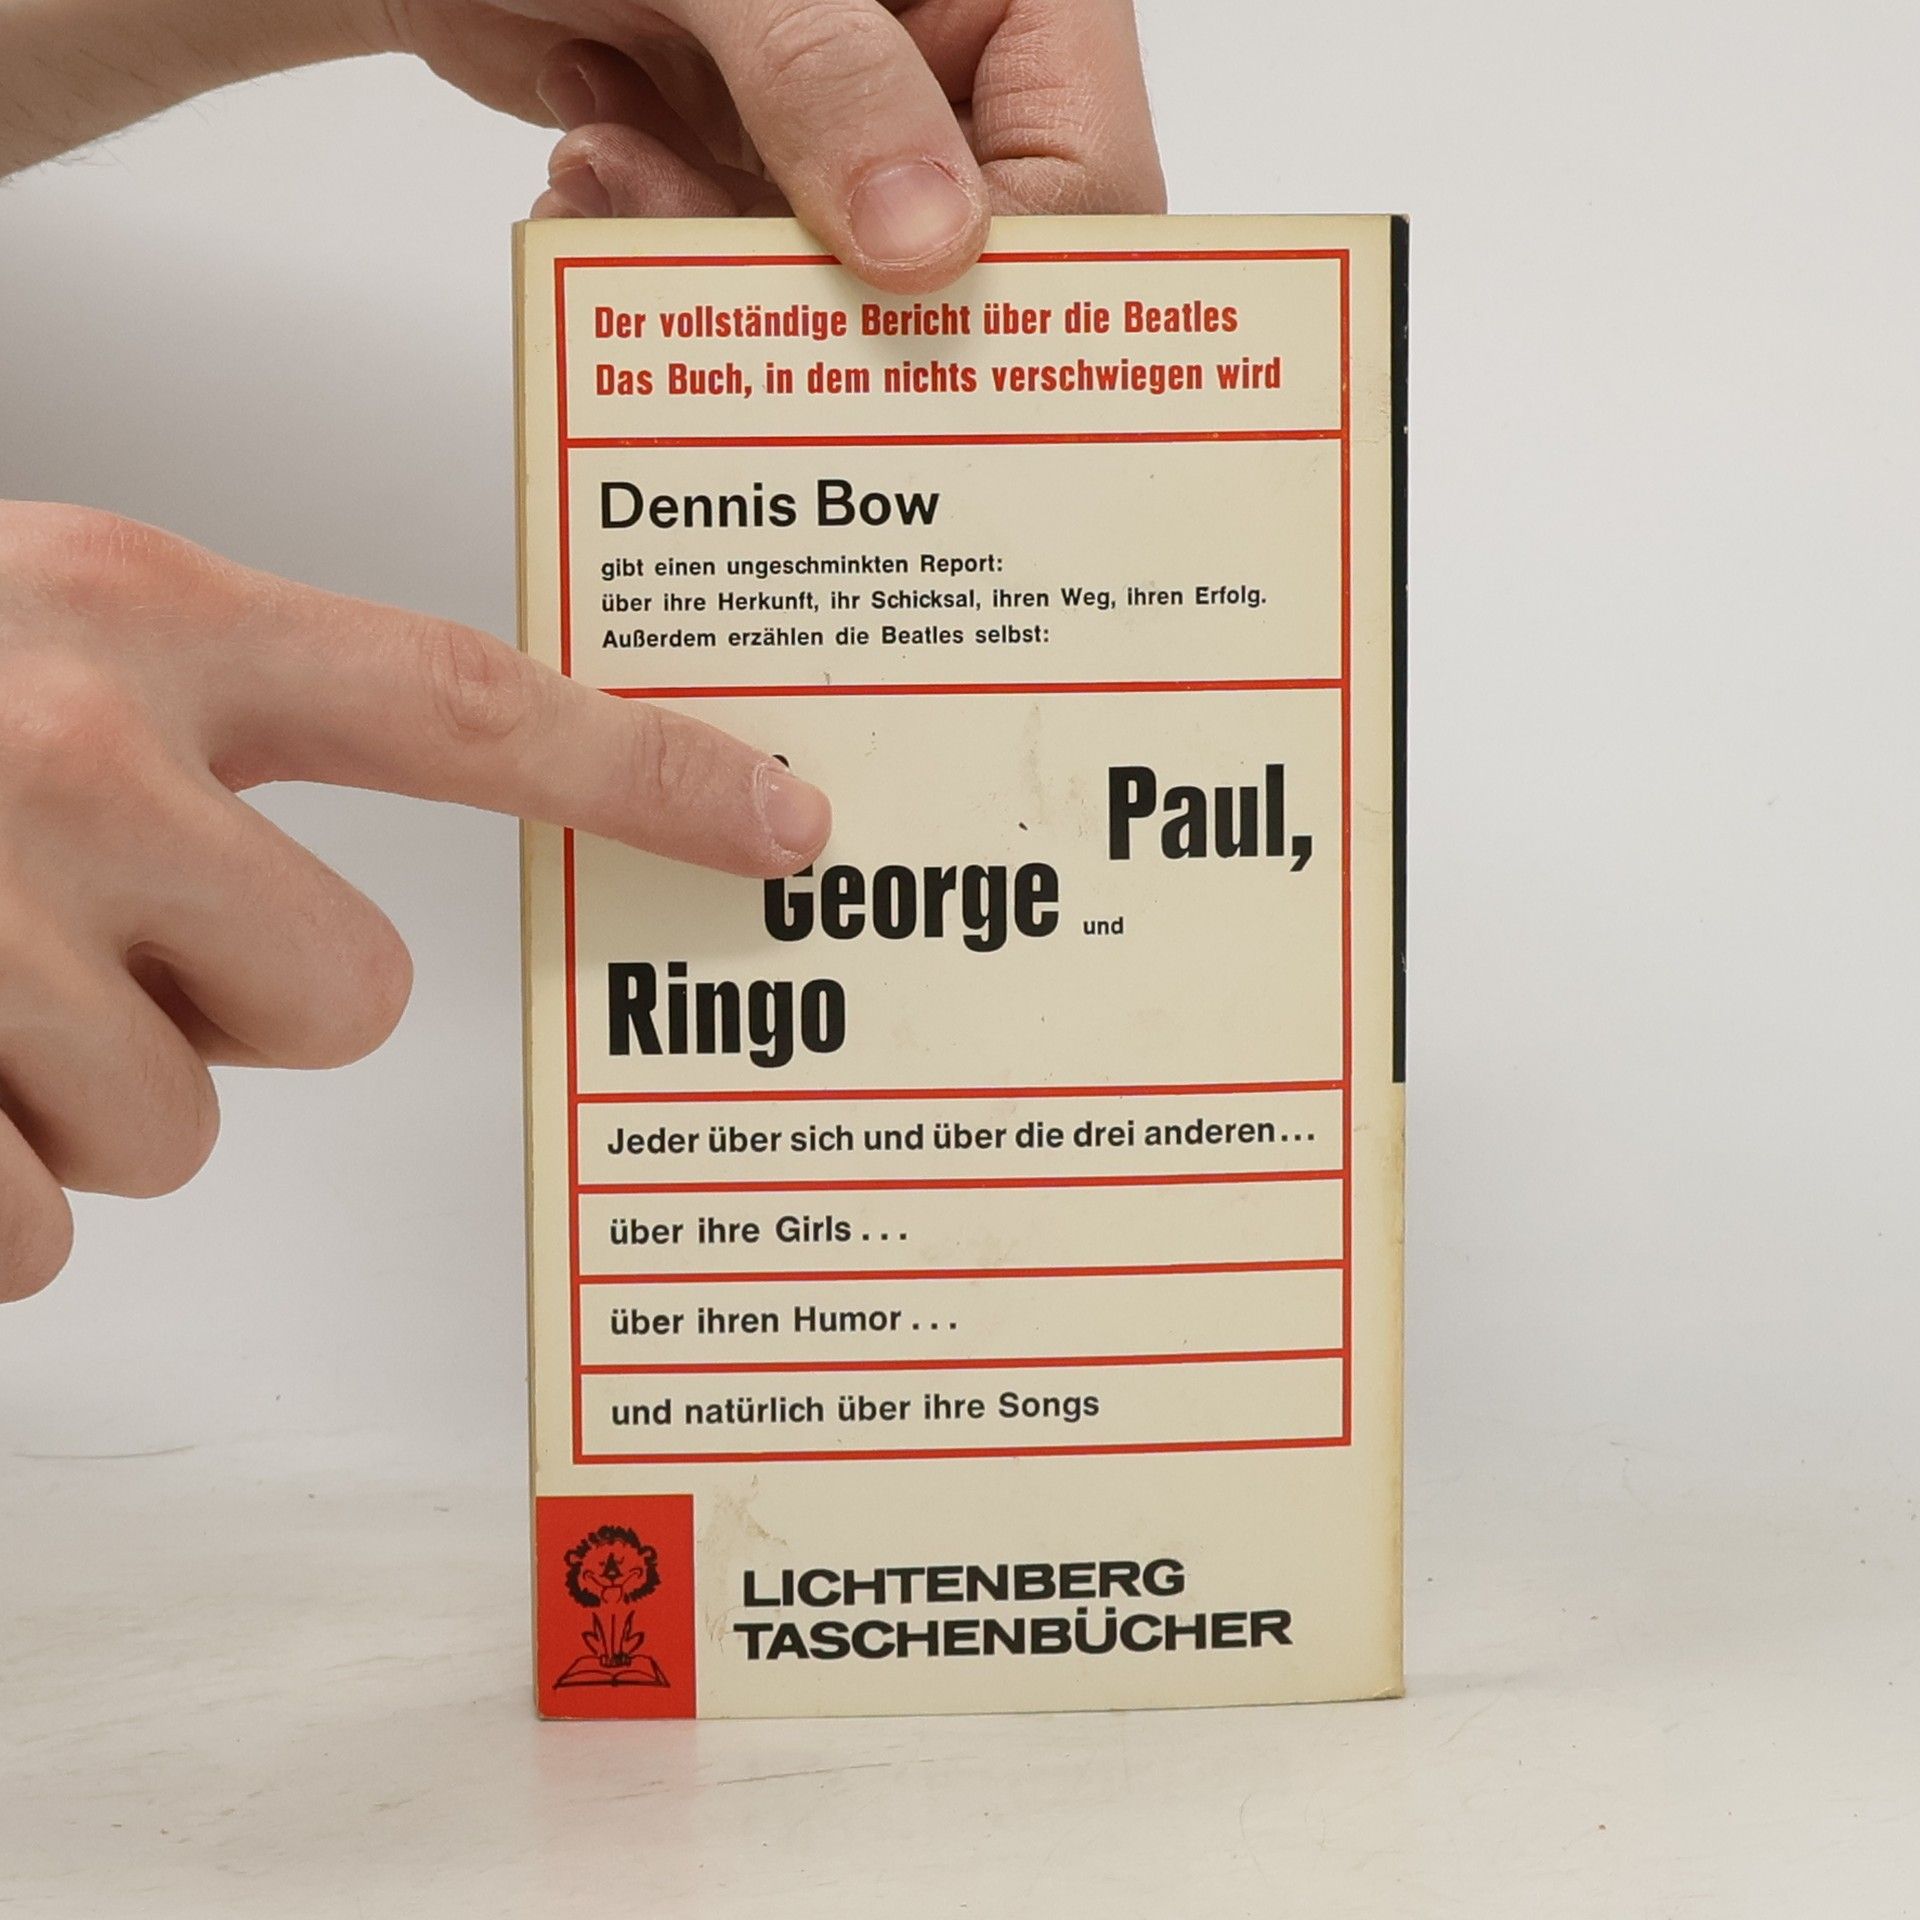 Der vollständige Bericht über die Beatles
Das Buch, in dem nichts verschwiegen wird
Dennis Bow
gibt einen ungeschminkten Report:
über ihre Herkunft, ihr Schicksal, ihren Weg, ihren Erfolg.
Außerdem erzählen die Beatles selbst:
Paul,
George und
Ringo
Jeder über sich und über die drei anderen...
über ihre Girls...
über ihren Humor...
und natürlich über ihre Songs
LICHTENBERG
TASCHENBÜCHER